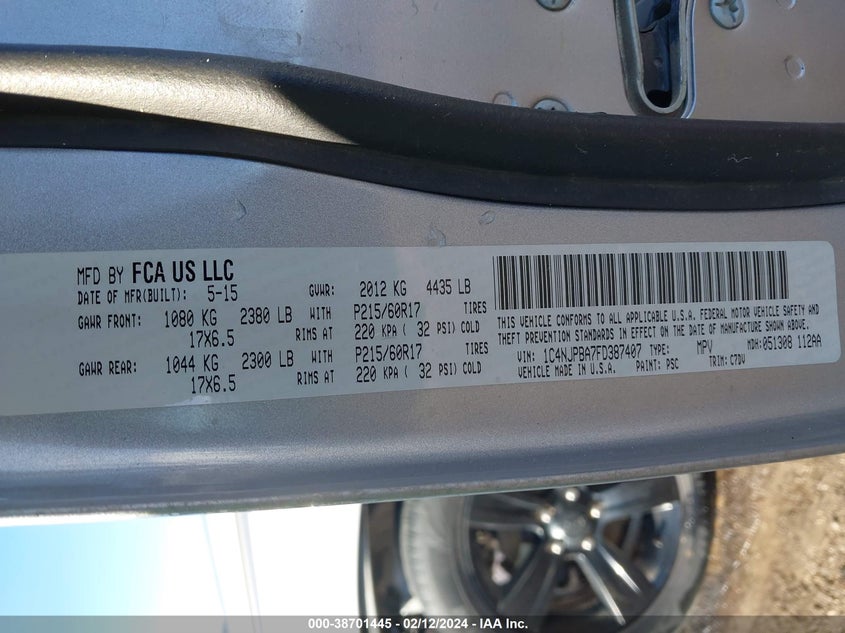 MFD BY FCA US LLC
DATE OF MFR(BUILT): 5-15 GVWR: 2012 KG 4435 LB
GAWR FRONT: 1080 KG 2380 LB WITH P215/60R17 TIRES
17X6.5 RIMS AT 220 KPA ( 32 PSI) COLD
GAWR REAR: 1044 KG 2300 LB WITH P215/60R17 TIRES
17X6.5 RIMS AT 220 KPA ( 32 PSI) COLD
THIS VEHICLE CONFORMS TO ALL APPLICABLE U.S.A. FEDERAL MOTOR VEHICLE SAFETY AND
THEFT PREVENTION STANDARDS IN EFFECT ON THE DATE OF MANUFACTURE SHOWN ABOVE.
VIN: 1C4NJPBA7FD387407 TYPE: MPV MDH: 051308 112AA
VEHICLE MADE IN U.S.A. PAINT: PSC TRIM: C7DV
000-38701445 - 02/12/2024 - IAA Inc.